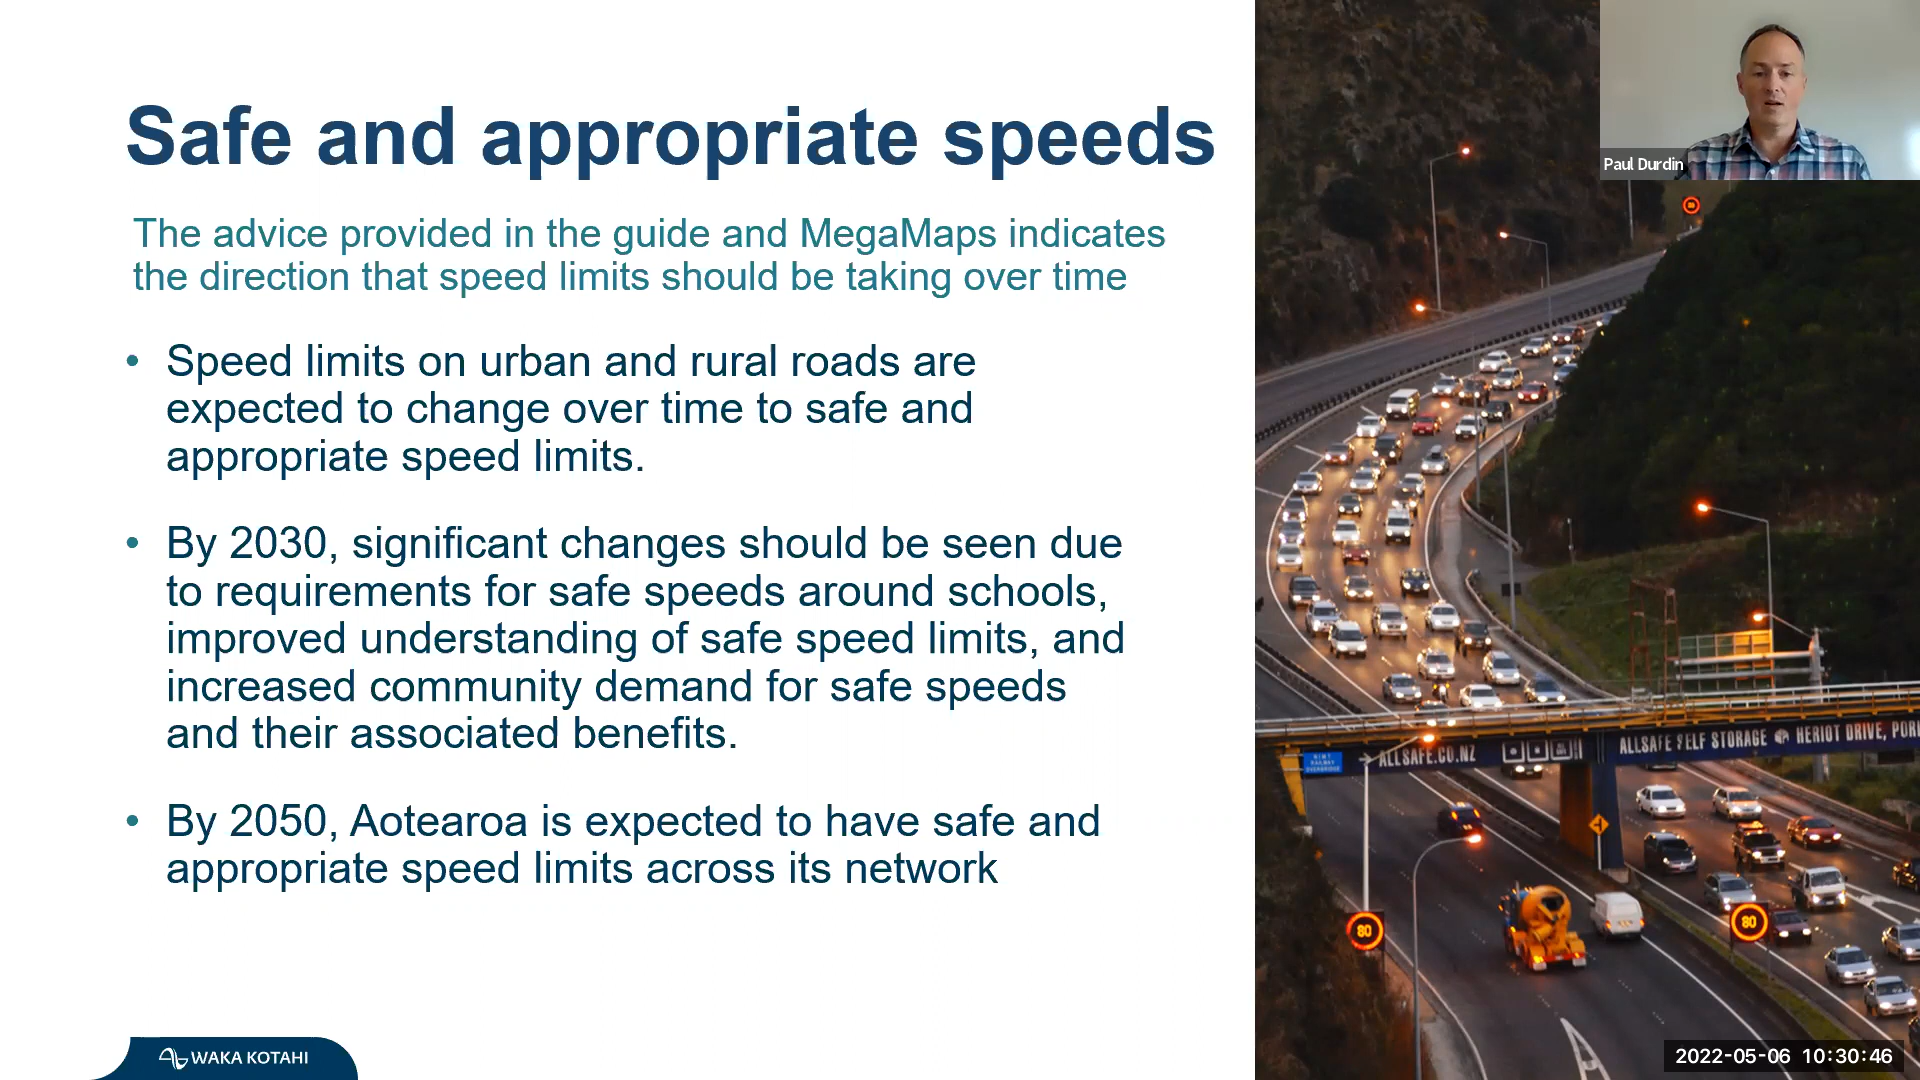 Safe and appropriate speeds
The advice provided in the guide and MegaMaps indicates
the direction that speed limits should be taking over time
• Speed limits on urban and rural roads are
expected to change over time to safe and
appropriate speed limits.
• By 2030, significant changes should be seen due
to requirements for safe speeds around schools,
improved understanding of safe speed limits, and
increased community demand for safe speeds
and their associated benefits.
• By 2050, Aotearoa is expected to have safe and
appropriate speed limits across its network
WAKA KOTAHI
Paul Durdin
ALLSAFE.CO.NZ
ALLSAFE SELF STORAGE HERIOT DRIVE,
80
80
2022-05-06 10:30:46